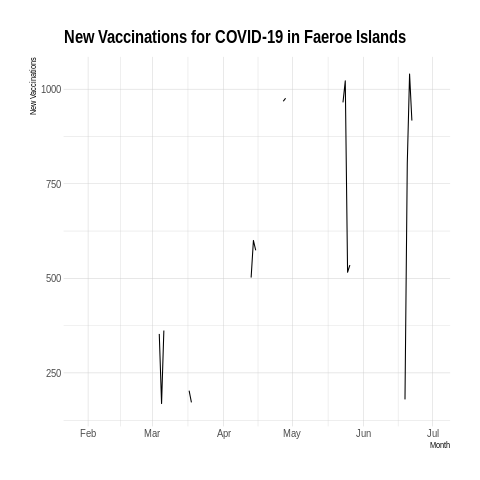 New Vaccinations for COVID-19 in Faeroe Islands
New Vaccinations
1000
750
500
250
Feb Mar Apr May Jun Jul
Month